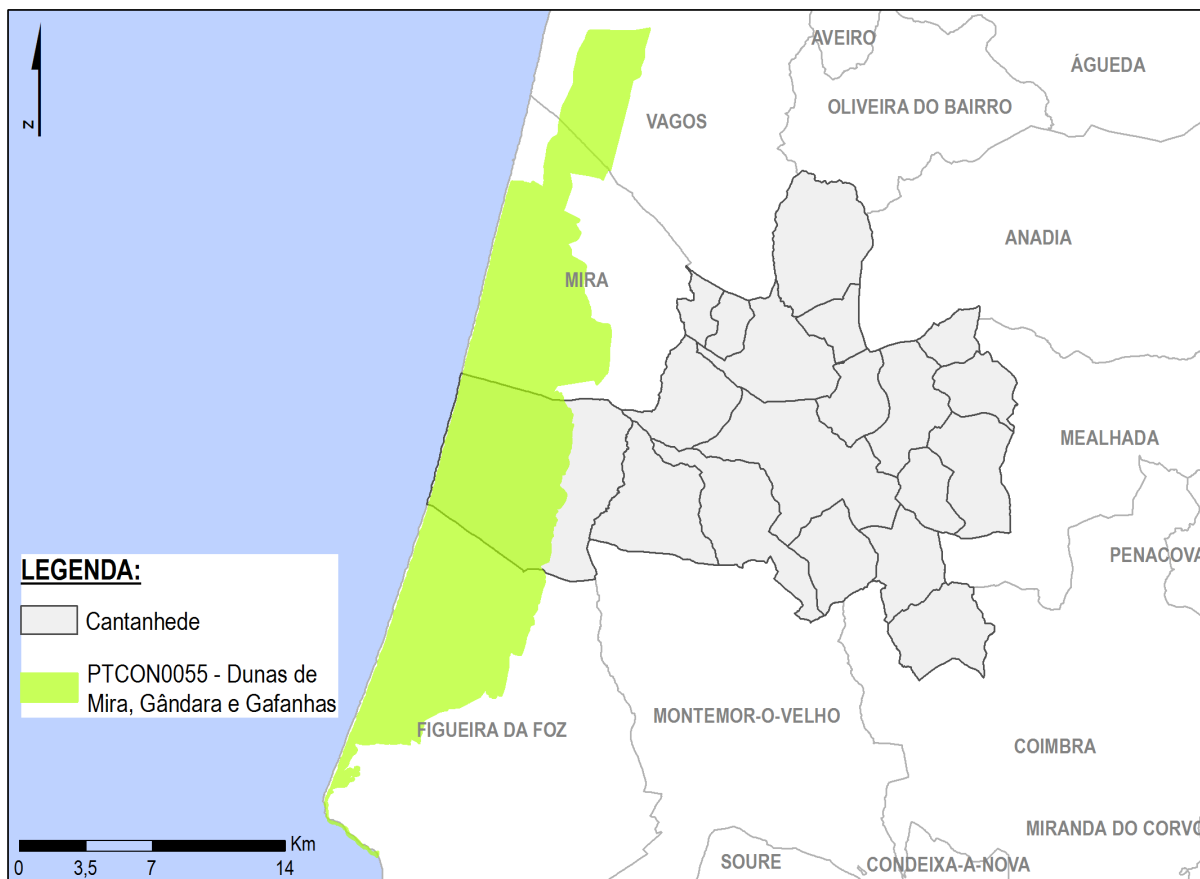 AVEIRO
ÁGUEDA
OLIVEIRA DO BAIRRO
VAGOS
N
ANADIA
MIRA
MEALHADA
PENACOVA
LEGENDA:
Cantanhede
PTCON0055 - Dunas de
Mira, Gândara e Gafanhas
MONTEMOR-O-VELHO
FIGUEIRA DA FOZ
COIMBRA
MIRANDA DO CORVO
Km
0 3,5 7 14
SOURE
CONDEIXA-A-NOVA